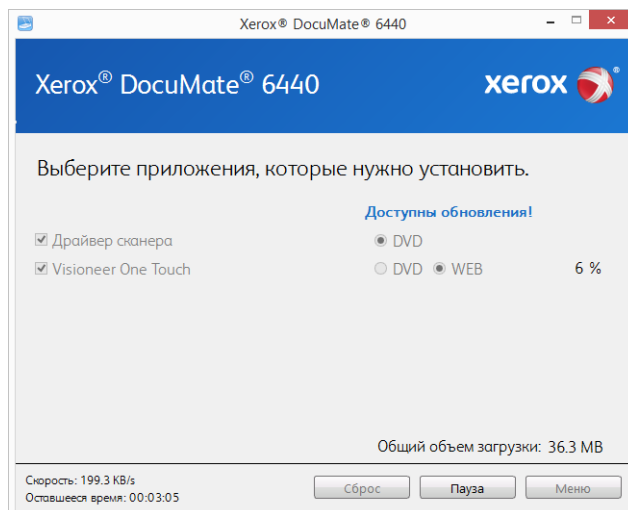 Xerox® DocuMate® 6440
Xerox® DocuMate® 6440
xerox ®
Выберите приложения, которые нужно установить.
Доступны обновления!
Драйвер сканера DVD
Visioneer One Touch DVD WEB 6 %
Общий объем загрузки: 36.3 MB
Скорость: 199.3 KB/s
Оставшееся время: 00:03:05
Сброс Пауза Меню